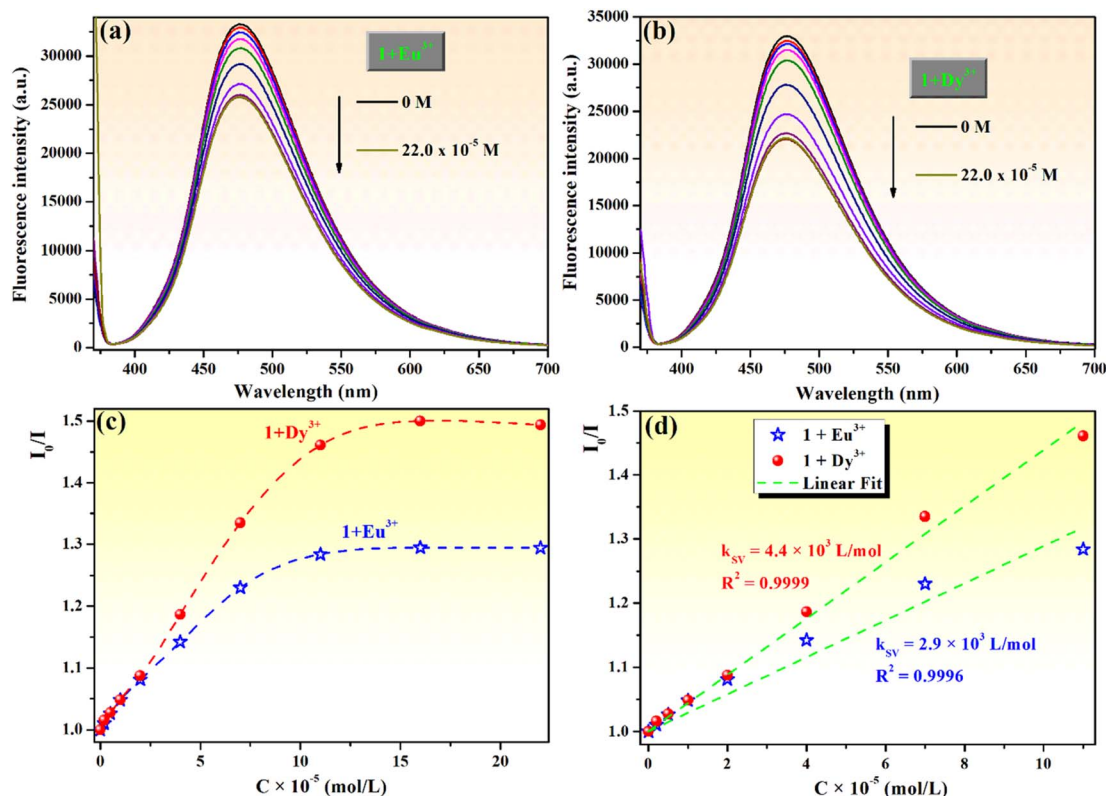 (a)
1+Eu³⁺
0 M
22.0 x 10⁻⁵ M
Fluorescence intensity (a.u.)
30000
25000
20000
15000
10000
5000
0
400 450 500 550 600 650 700
Wavelength (nm)
(b)
1+Dy³⁺
0 M
22.0 x 10⁻⁵ M
Fluorescence intensity (a.u.)
35000
30000
25000
20000
15000
10000
5000
0
400 450 500 550 600 650 700
Wavelength (nm)
(c)
1+Dy³⁺
1+Eu³⁺
I₀/I
1.5
1.4
1.3
1.2
1.1
1.0
0 5 10 15 20
C × 10⁻⁵ (mol/L)
(d)
1 + Eu³⁺
1 + Dy³⁺
Linear Fit
k_SV = 4.4 × 10³ L/mol
R² = 0.9999
k_SV = 2.9 × 10³ L/mol
R² = 0.9996
I₀/I
1.5
1.4
1.3
1.2
1.1
1.0
0 2 4 6 8 10
C × 10⁻⁵ (mol/L)